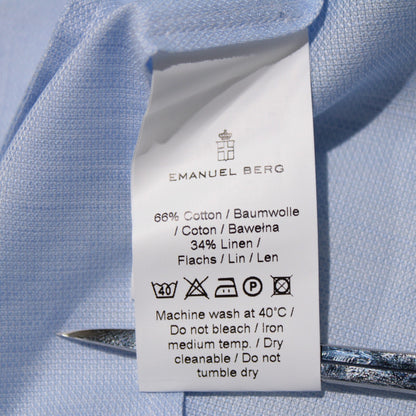 EMANUEL BERG
66% Cotton / Baumwolle
/ Coton / Bawełna
34% Linen /
Flachs / Lin / Len
40 P
Machine wash at 40°C /
Do not bleach / Iron
medium temp. / Dry
cleanable / Do not
tumble dry